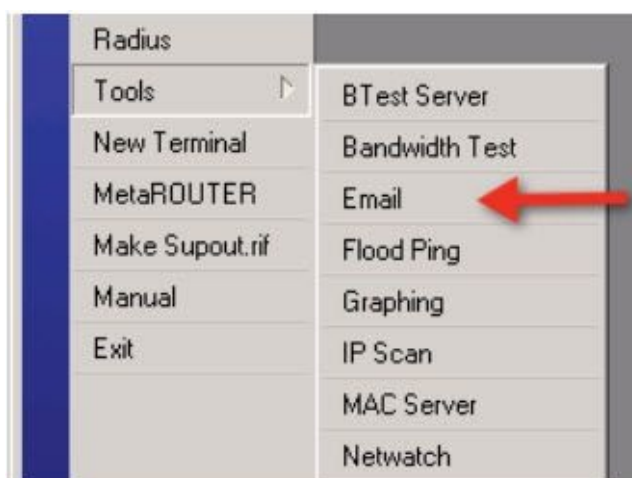 Radius
Tools
New Terminal
MetaROUTER
Make Supout.rif
Manual
Exit
BTest Server
Bandwidth Test
Email
Flood Ping
Graphing
IP Scan
MAC Server
Netwatch